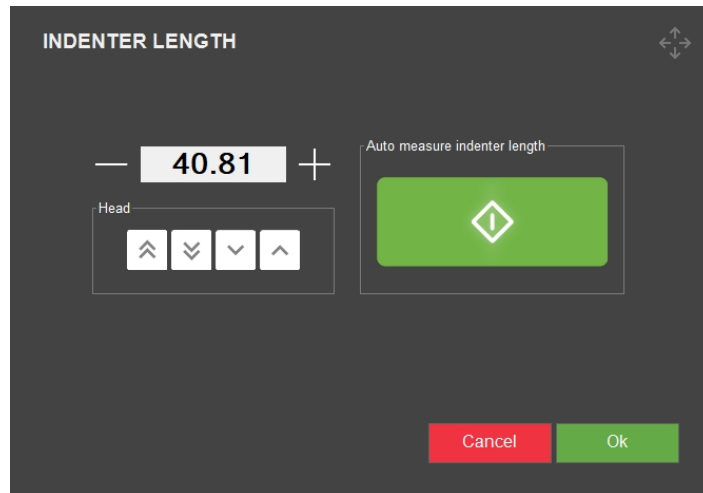 INDENTER LENGTH
40.81
Auto measure indenter length
Head
Cancel
Ok